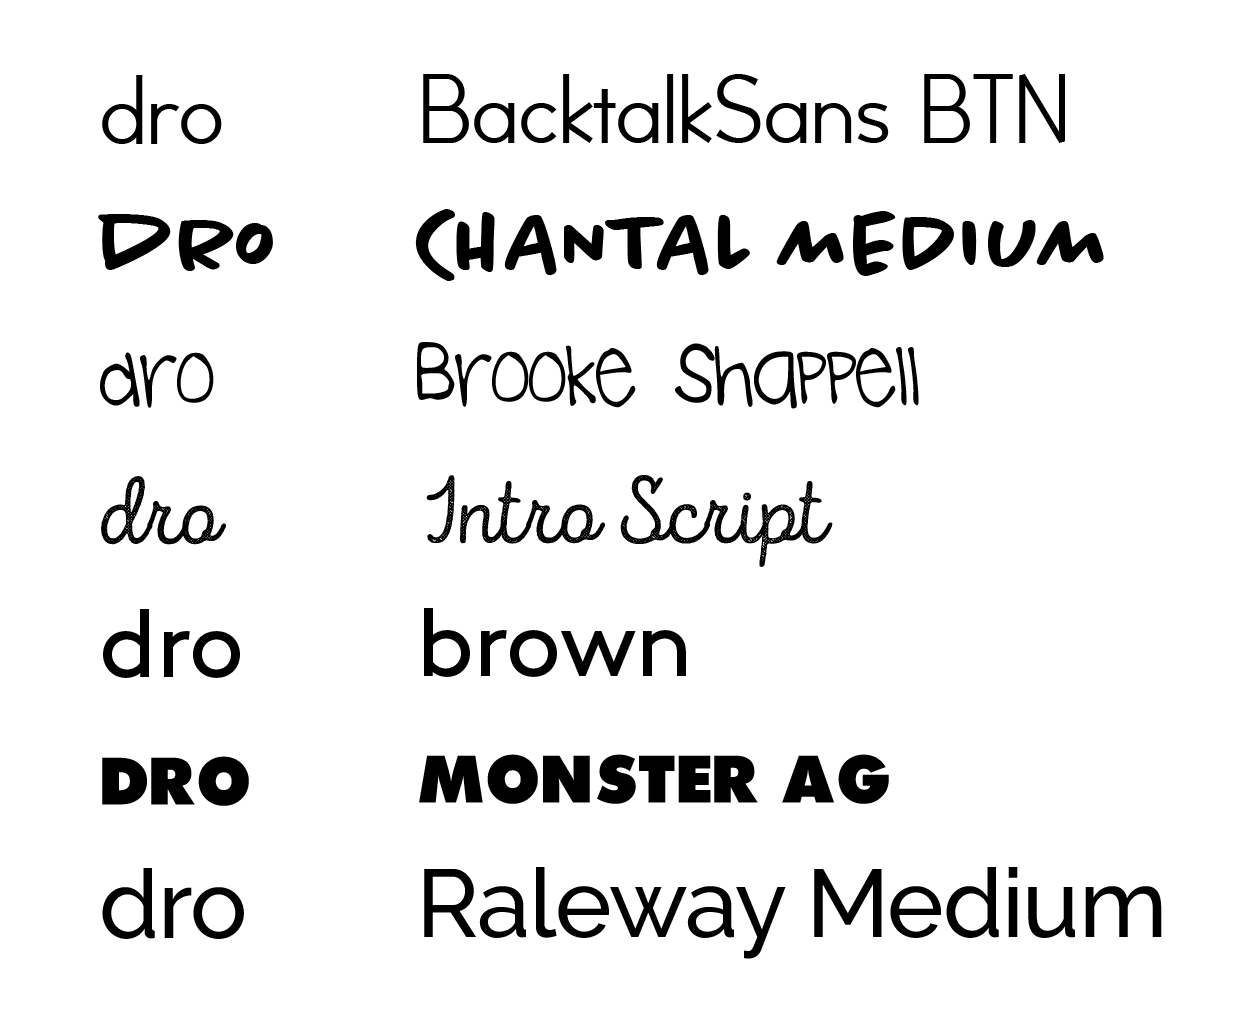 dro BacktalkSans BTN
DRO CHANTAL MEDIUM
dro Brooke Shappell
dro Intro Script
dro brown
DRO MONSTER AG
dro Raleway Medium